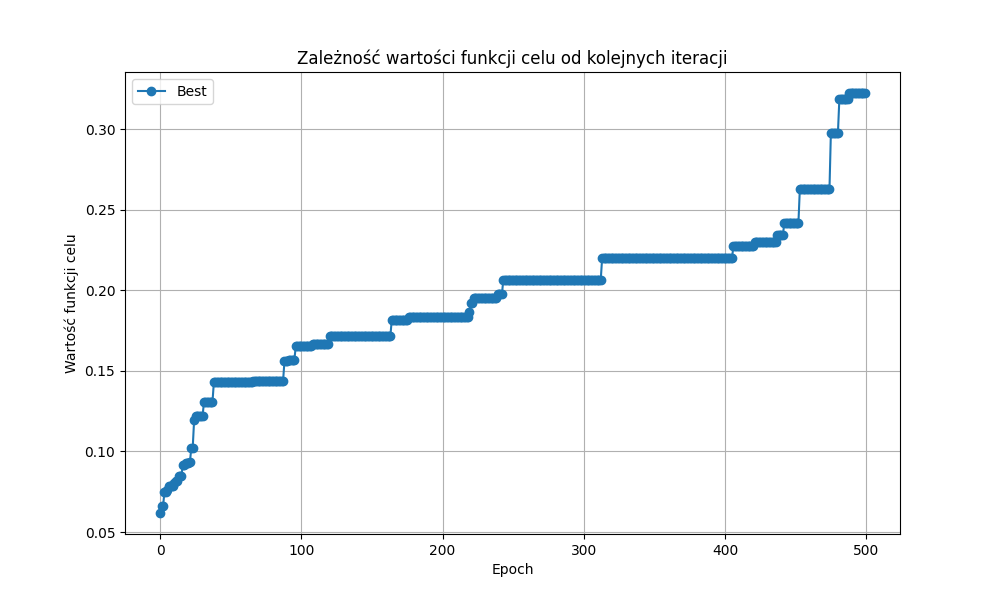 Zależność wartości funkcji celu od kolejnych iteracji
Best
Wartość funkcji celu
0.30
0.25
0.20
0.15
0.10
0.05
0 100 200 300 400 500
Epoch